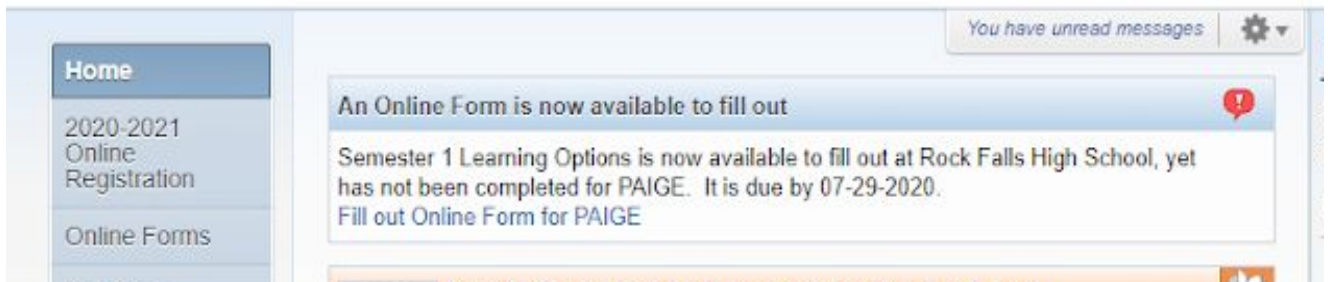 You have unread messages
Home
An Online Form is now available to fill out
2020-2021
Online
Registration
Semester 1 Learning Options is now available to fill out at Rock Falls High School, yet
has not been completed for PAIGE. It is due by 07-29-2020.
Fill out Online Form for PAIGE
Online Forms